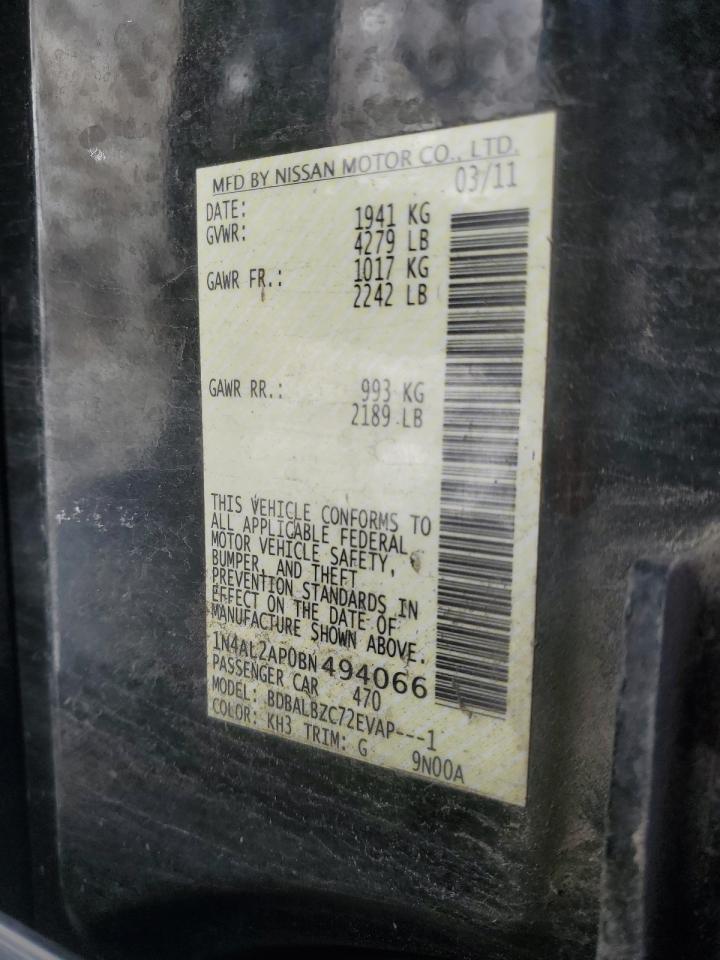 MFD BY NISSAN MOTOR CO., LTD.
DATE: 03/11
GVWR: 1941 KG
4279 LB
GAWR FR.: 1017 KG
2242 LB
GAWR RR.: 993 KG
2189 LB
THIS VEHICLE CONFORMS TO
ALL APPLICABLE FEDERAL
MOTOR VEHICLE SAFETY,
BUMPER, AND THEFT
PREVENTION STANDARDS IN
EFFECT ON THE DATE OF
MANUFACTURE SHOWN ABOVE.
1N4AL2AP0BN494066
PASSENGER CAR 470
MODEL: BDBALBZC72EVAP---1
COLOR: KH3 TRIM: G 9N00A